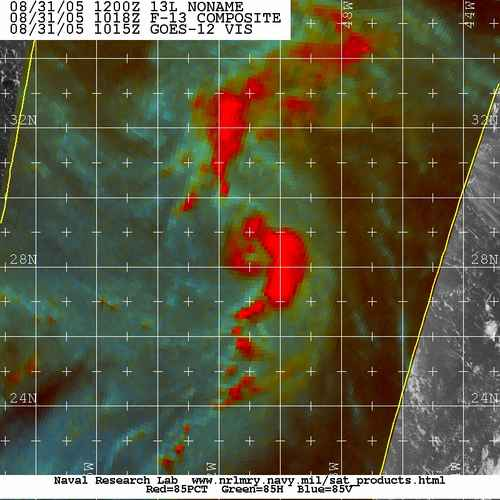 08/31/05 1200Z 13L NONAME
08/31/05 1018Z F-13 COMPOSITE
08/31/05 1015Z GOES-12 VIS
32N
32N
28N
28N
24N
24N
Naval Research Lab www.nrlmry.navy.mil/sat_products.html
Red=85PCT Green=85H Blue=85V